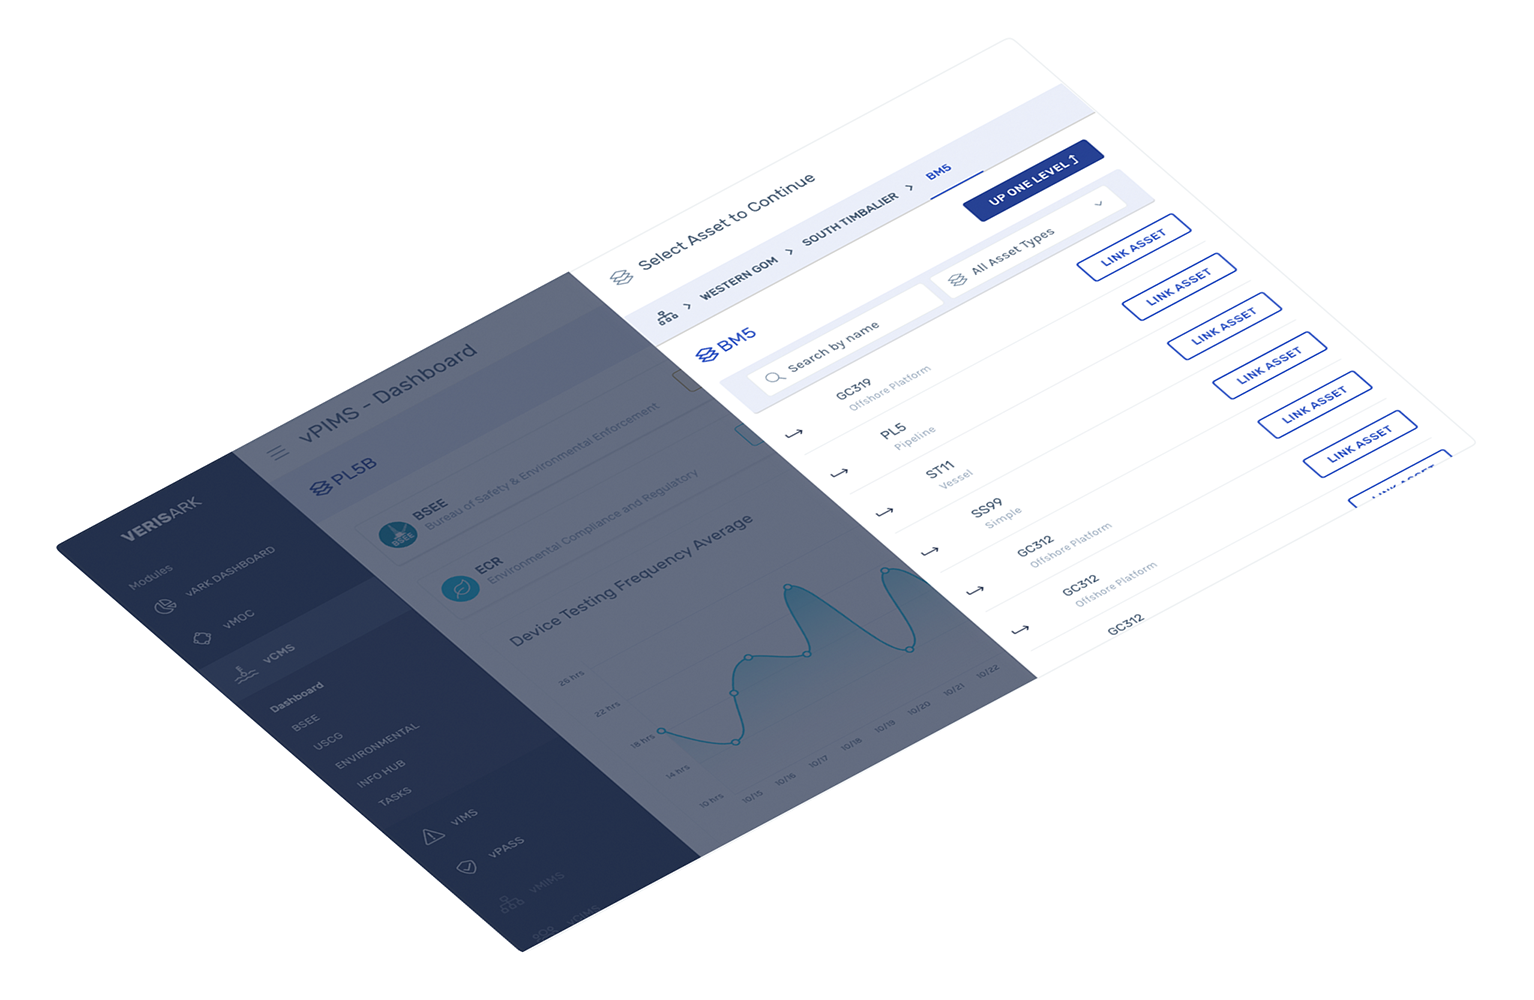 VERISARK
Modules
vARK DASHBOARD
vMOC
vCMS
Dashboard
BSEE
USCG
ENVIRONMENTAL
INFO HUB
TASKS
vIMS
vPASS
vMIMS
vPIMS - Dashboard
PL5B
BSEE
BSEE
Bureau of Safety & Environmental Enforcement
ECR
Environmental Compliance and Regulatory
Device Testing Frequency Average
26 hrs
22 hrs
18 hrs
14 hrs
10 hrs
10/15
10/16
10/17
10/18
10/19
10/20
10/21
10/22
Select Asset to Continue
WESTERN GOM > SOUTH TIMBALIER > BM5
BM5
UP ONE LEVEL
Search by name
All Asset Types
GC319
Offshore Platform
LINK ASSET
PL5
Pipeline
LINK ASSET
ST11
Vessel
LINK ASSET
SS99
Simple
LINK ASSET
GC312
Offshore Platform
LINK ASSET
GC312
Offshore Platform
LINK ASSET
GC312